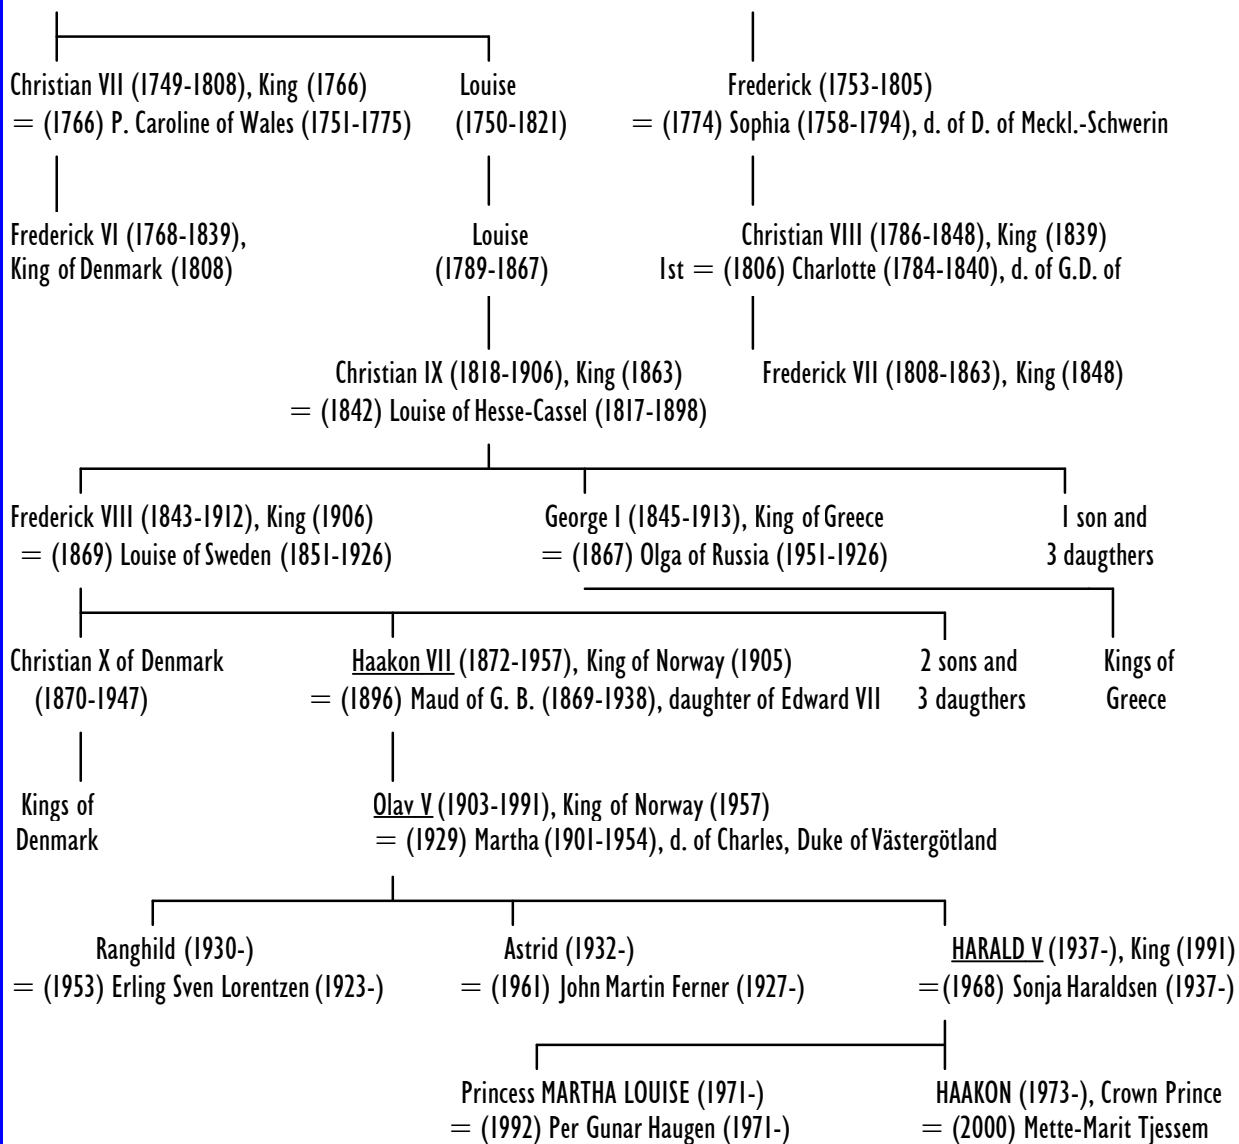 Christian VII (1749-1808), King (1766)
= (1766) P. Caroline of Wales (1751-1775)
Louise
(1750-1821)
Frederick (1753-1805)
= (1774) Sophia (1758-1794), d. of D. of Meckl.-Schwerin
Frederick VI (1768-1839),
King of Denmark (1808)
Louise
(1789-1867)
Christian VIII (1786-1848), King (1839)
1st = (1806) Charlotte (1784-1840), d. of G.D. of
Christian IX (1818-1906), King (1863)
= (1842) Louise of Hesse-Cassel (1817-1898)
Frederick VII (1808-1863), King (1848)
Frederick VIII (1843-1912), King (1906)
= (1869) Louise of Sweden (1851-1926)
George I (1845-1913), King of Greece
= (1867) Olga of Russia (1951-1926)
1 son and
3 daugthers
Christian X of Denmark
(1870-1947)
Haakon VII (1872-1957), King of Norway (1905)
= (1896) Maud of G. B. (1869-1938), daughter of Edward VII
2 sons and
3 daugthers
Kings of
Greece
Kings of
Denmark
Olav V (1903-1991), King of Norway (1957)
= (1929) Martha (1901-1954), d. of Charles, Duke of Västergötland
Ranghild (1930-)
= (1953) Erling Sven Lorentzen (1923-)
Astrid (1932-)
= (1961) John Martin Ferner (1927-)
HARALD V (1937-), King (1991)
=(1968) Sonja Haraldsen (1937-)
Princess MARTHA LOUISE (1971-)
= (1992) Per Gunar Haugen (1971-)
HAAKON (1973-), Crown Prince
= (2000) Mette-Marit Tjessem